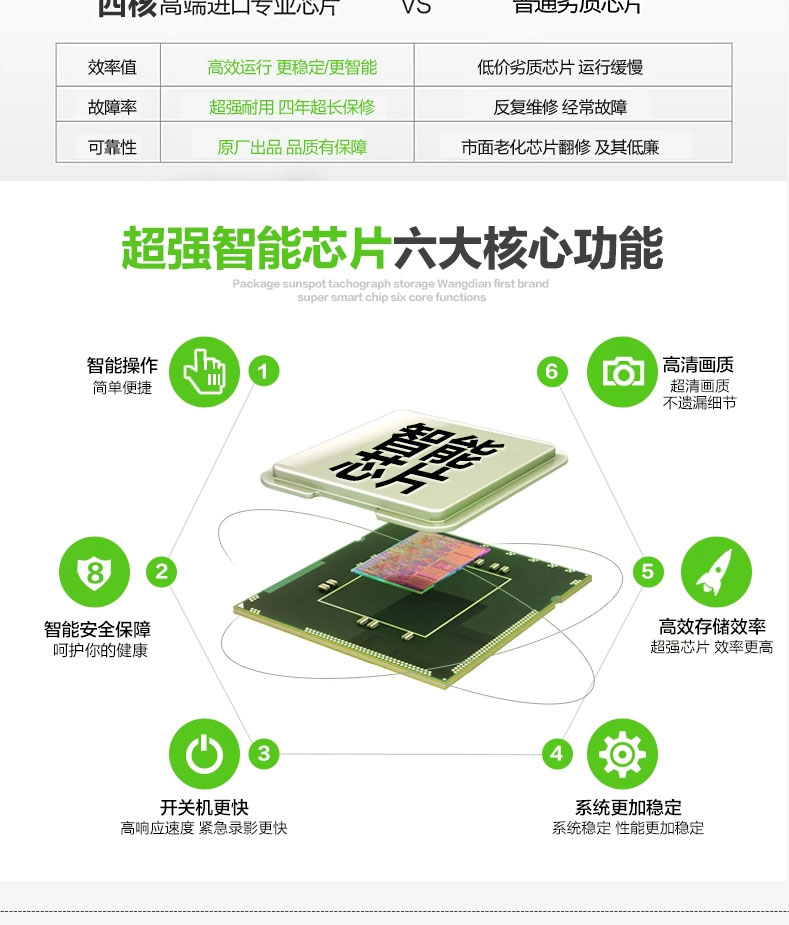 四核高端进口专业芯片 VS 普通劣质芯片
效率值 高效运行 更稳定/更智能 低价劣质芯片 运行缓慢
故障率 超强耐用 四年超长保修 反复维修 经常故障
可靠性 原厂出品 品质有保障 市面老化芯片翻修 及其低廉
超强智能芯片六大核心功能
Package sunspot tachograph storage Wangdian first brand
super smart chip six core functions
智能操作
简单便捷
1
6
高清画质
超清画质
不遗漏细节
智能
芯片
8
2
智能安全保障
呵护你的健康
5
高效存储效率
超强芯片 效率更高
3
开关机更快
高响应速度 紧急录影更快
4
系统更加稳定
系统稳定 性能更加稳定